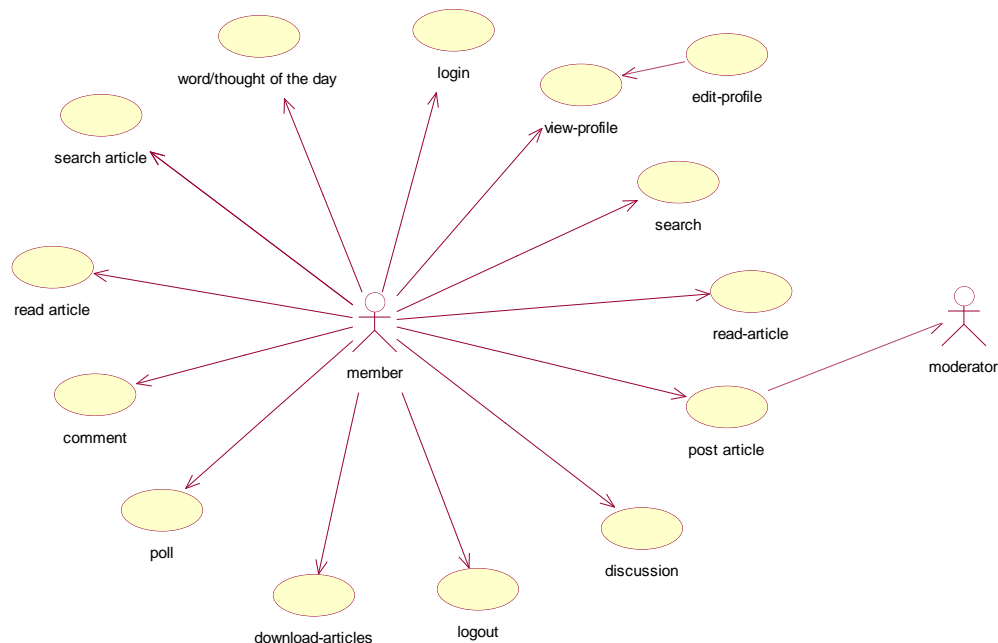 login
word/thought of the day
edit-profile
view-profile
search article
search
read article
read-article
member
moderator
comment
post article
poll
discussion
logout
download-articles